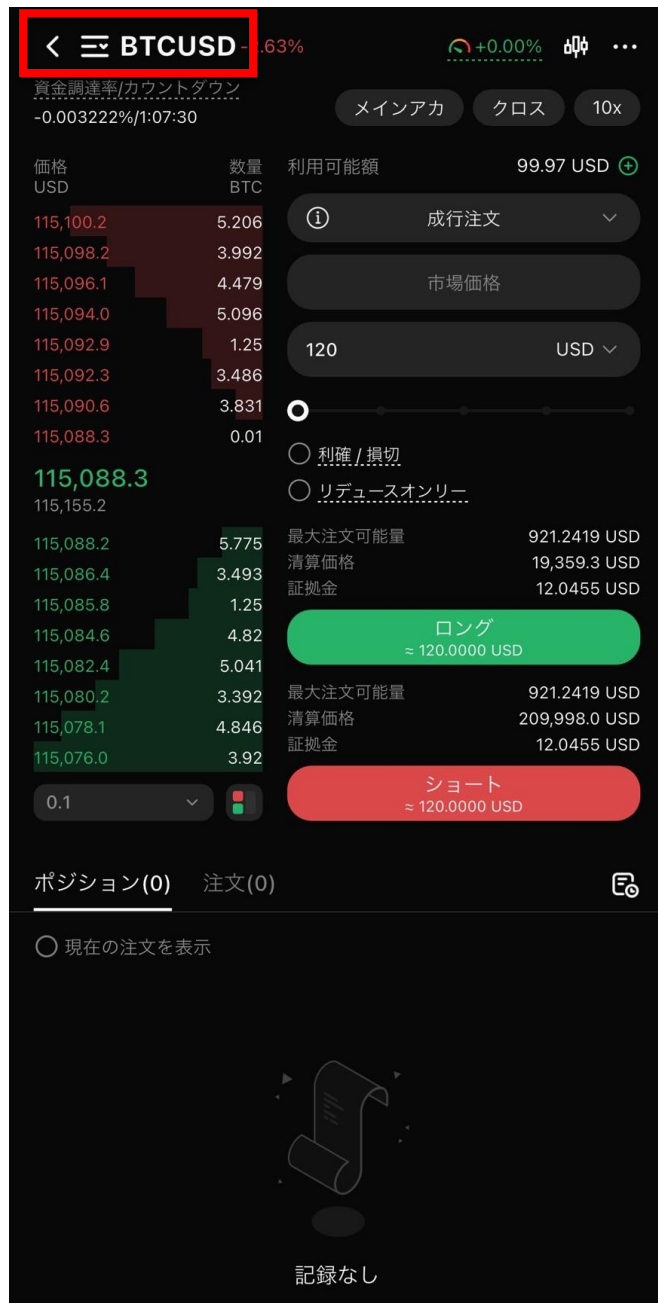 BTCUSD -2.63% +0.00%
資金調達率/カウントダウン
-0.003222%/1:07:30
メインアカ クロス 10x
価格 数量
USD BTC
115,100.2 5.206
115,098.2 3.992
115,096.1 4.479
115,094.0 5.096
115,092.9 1.25
115,092.3 3.486
115,090.6 3.831
115,088.3 0.01
115,088.3
115,155.2
115,088.2 5.775
115,086.4 3.493
115,085.8 1.25
115,084.6 4.82
115,082.4 5.041
115,080.2 3.392
115,078.1 4.846
115,076.0 3.92
0.1
利用可能額 99.97 USD
成行注文
市場価格
120 USD
利確 / 損切
リデュースオンリー
最大注文可能量 921.2419 USD
清算価格 19,359.3 USD
証拠金 12.0455 USD
ロング
≈ 120.0000 USD
最大注文可能量 921.2419 USD
清算価格 209,998.0 USD
証拠金 12.0455 USD
ショート
≈ 120.0000 USD
ポジション(0) 注文(0)
現在の注文を表示
記録なし